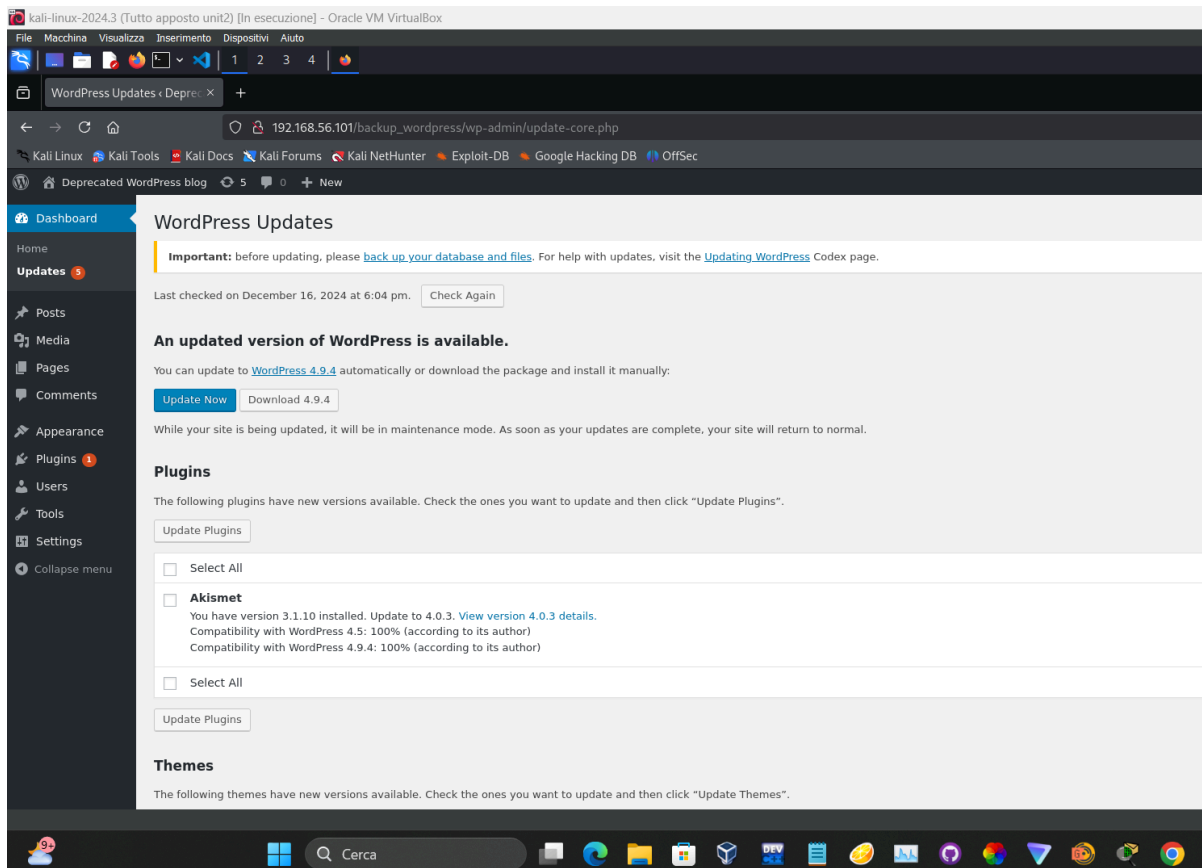 kali-linux-2024.3 (Tutto apposto unit2) [In esecuzione] - Oracle VM VirtualBox
File Macchina Visualizza Inserimento Dispositivi Aiuto
1 2 3 4
WordPress Updates ‹ Deprec × +
192.168.56.101/backup_wordpress/wp-admin/update-core.php
Kali Linux Kali Tools Kali Docs Kali Forums Kali NetHunter Exploit-DB Google Hacking DB OffSec
Deprecated WordPress blog 5 0 + New
Dashboard
Home
Updates 5
Posts
Media
Pages
Comments
Appearance
Plugins 1
Users
Tools
Settings
Collapse menu
WordPress Updates
Important: before updating, please back up your database and files. For help with updates, visit the Updating WordPress Codex page.
Last checked on December 16, 2024 at 6:04 pm. Check Again
An updated version of WordPress is available.
You can update to WordPress 4.9.4 automatically or download the package and install it manually:
Update Now Download 4.9.4
While your site is being updated, it will be in maintenance mode. As soon as your updates are complete, your site will return to normal.
Plugins
The following plugins have new versions available. Check the ones you want to update and then click “Update Plugins”.
Update Plugins
Select All
Akismet
You have version 3.1.10 installed. Update to 4.0.3. View version 4.0.3 details.
Compatibility with WordPress 4.5: 100% (according to its author)
Compatibility with WordPress 4.9.4: 100% (according to its author)
Select All
Update Plugins
Themes
The following themes have new versions available. Check the ones you want to update and then click “Update Themes”.
9+ Cerca DEV